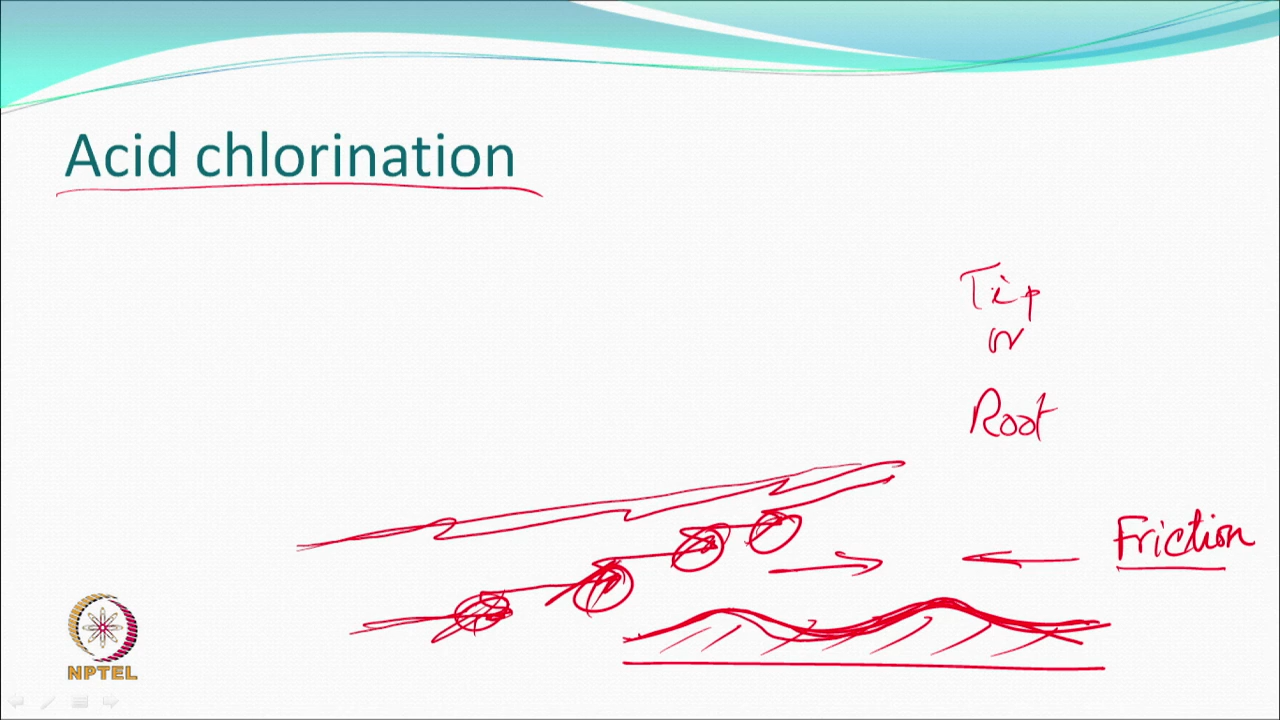 Acid chlorination
Tip
or
Root
Friction
NPTEL